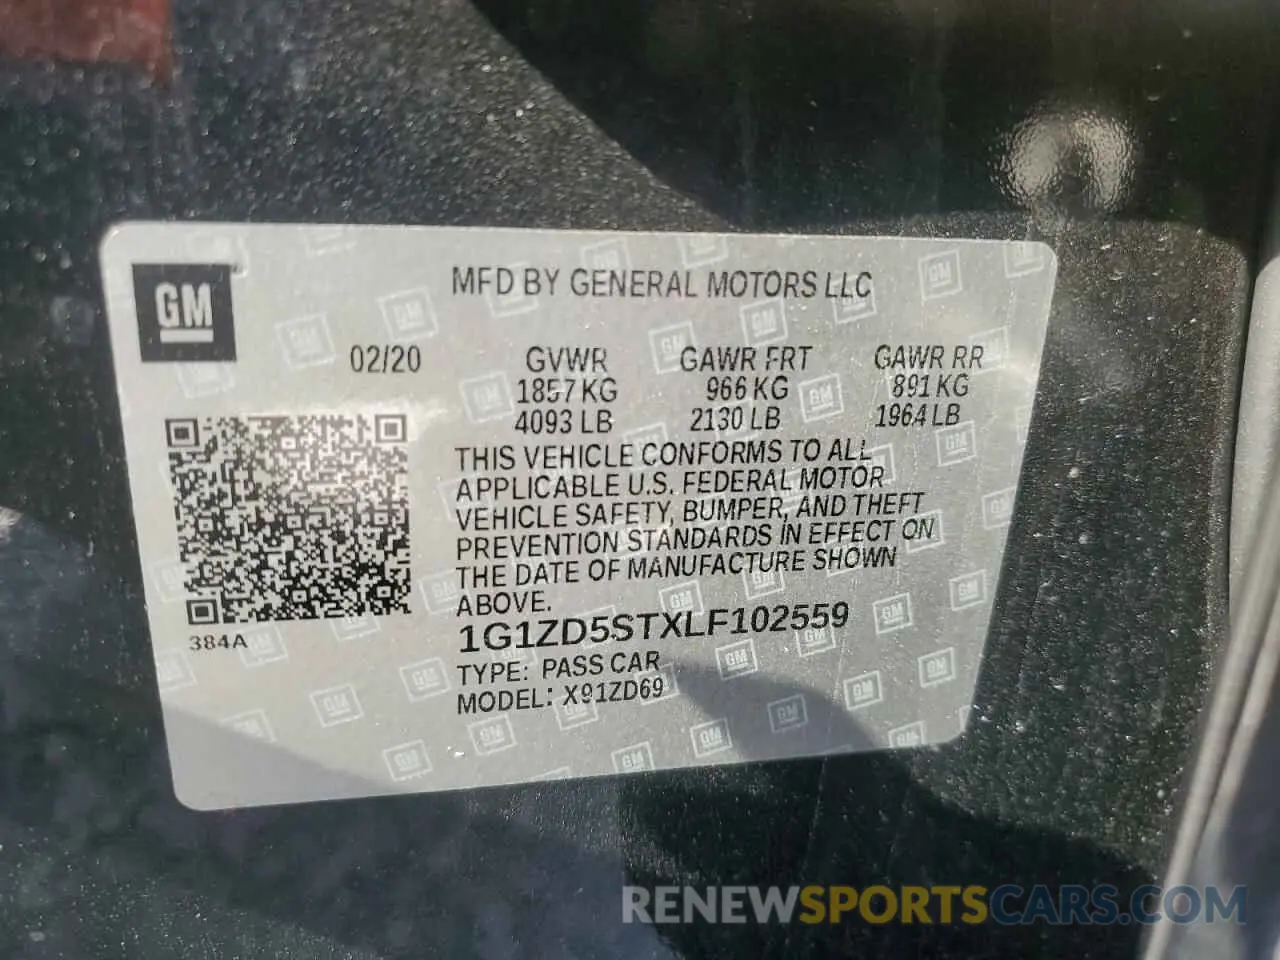 MFD BY GENERAL MOTORS LLC
GM
02/20 GVWR GAWR FRT GAWR RR
1857 KG 966 KG 891 KG
4093 LB 2130 LB 1964 LB
THIS VEHICLE CONFORMS TO ALL
APPLICABLE U.S. FEDERAL MOTOR
VEHICLE SAFETY, BUMPER, AND THEFT
PREVENTION STANDARDS IN EFFECT ON
THE DATE OF MANUFACTURE SHOWN
ABOVE.
384A
1G1ZD5STXLF102559
TYPE: PASS CAR
MODEL: X91ZD69
RENEWSPORTSCARS.COM